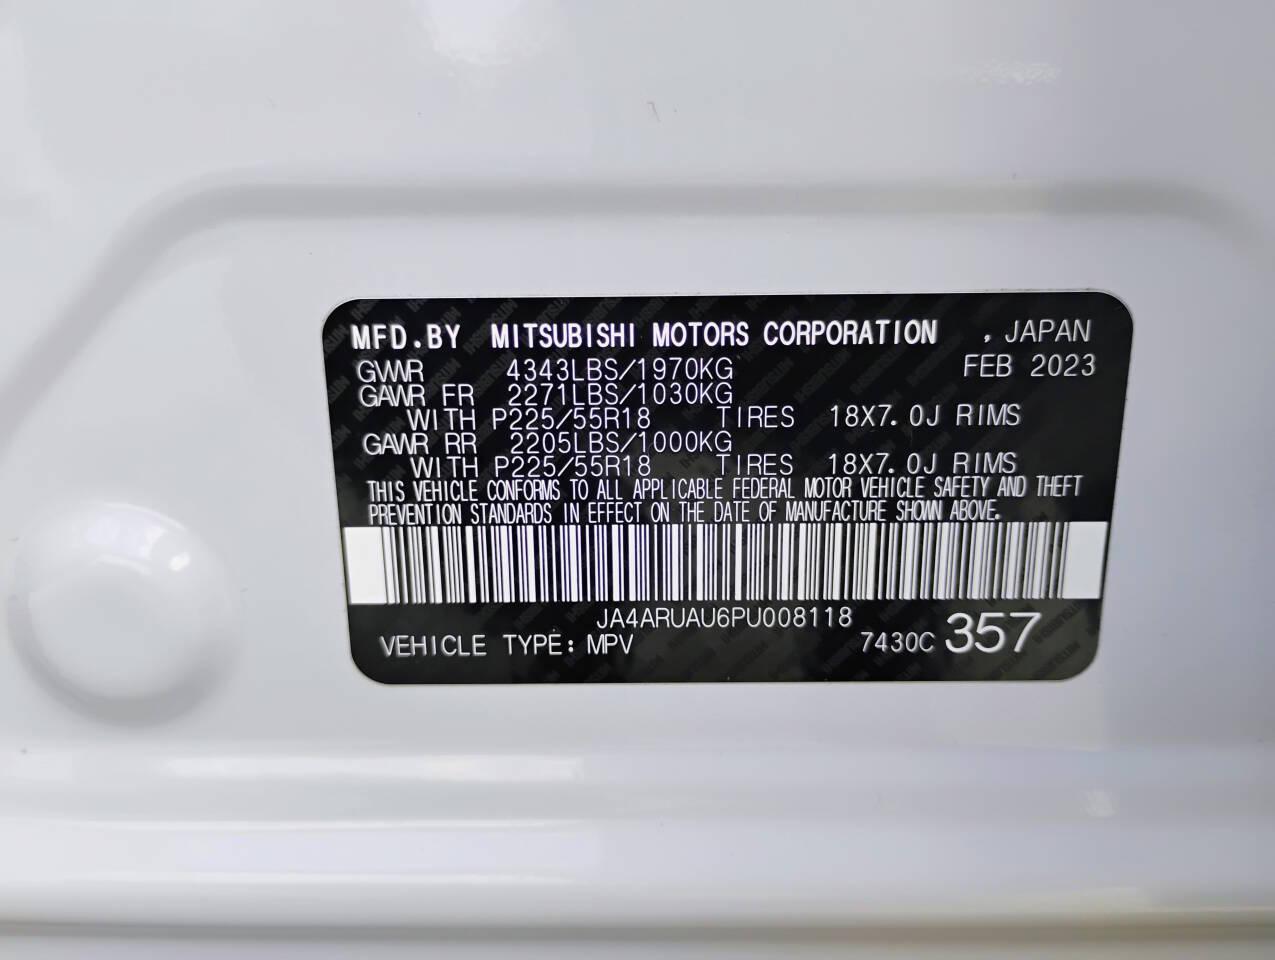 MFD.BY MITSUBISHI MOTORS CORPORATION , JAPAN
GVWR 4343LBS/1970KG FEB 2023
GAWR FR 2271LBS/1030KG
WITH P225/55R18 TIRES 18X7.0J RIMS
GAWR RR 2205LBS/1000KG
WITH P225/55R18 TIRES 18X7.0J RIMS
THIS VEHICLE CONFORMS TO ALL APPLICABLE FEDERAL MOTOR VEHICLE SAFETY AND THEFT
PREVENTION STANDARDS IN EFFECT ON THE DATE OF MANUFACTURE SHOWN ABOVE.
JA4ARUAU6PU008118
VEHICLE TYPE: MPV 7430C 357